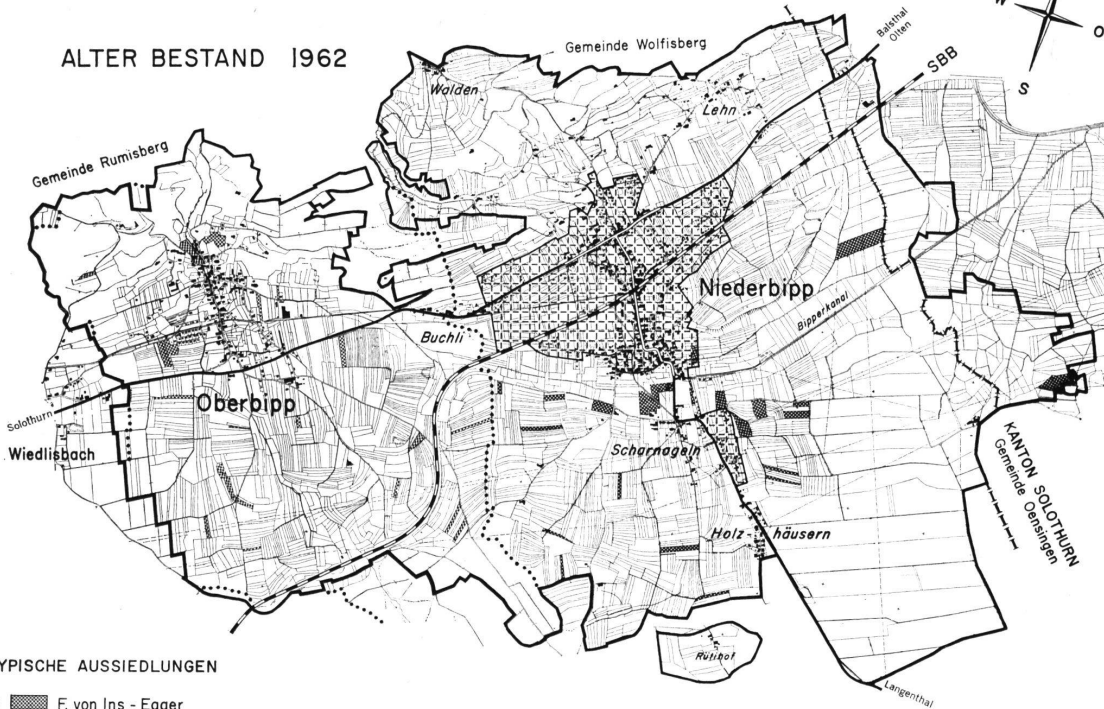 ALTER BESTAND 1962
Gemeinde Wolfisberg
Balsthal
Olten
SBB
O
S
Walden
Lehn
Gemeinde Rumisberg
Niederbipp
Bipperkanal
Buchli
Oberbipp
Solothurn
Wiedlisbach
Scharnageln
KANTON SOLOTHURN
Gemeinde Oensingen
Holz häusern
Rütihof
Langenthal
YPISCHE AUSSIEDLUNGEN
F. von Ins - Egger